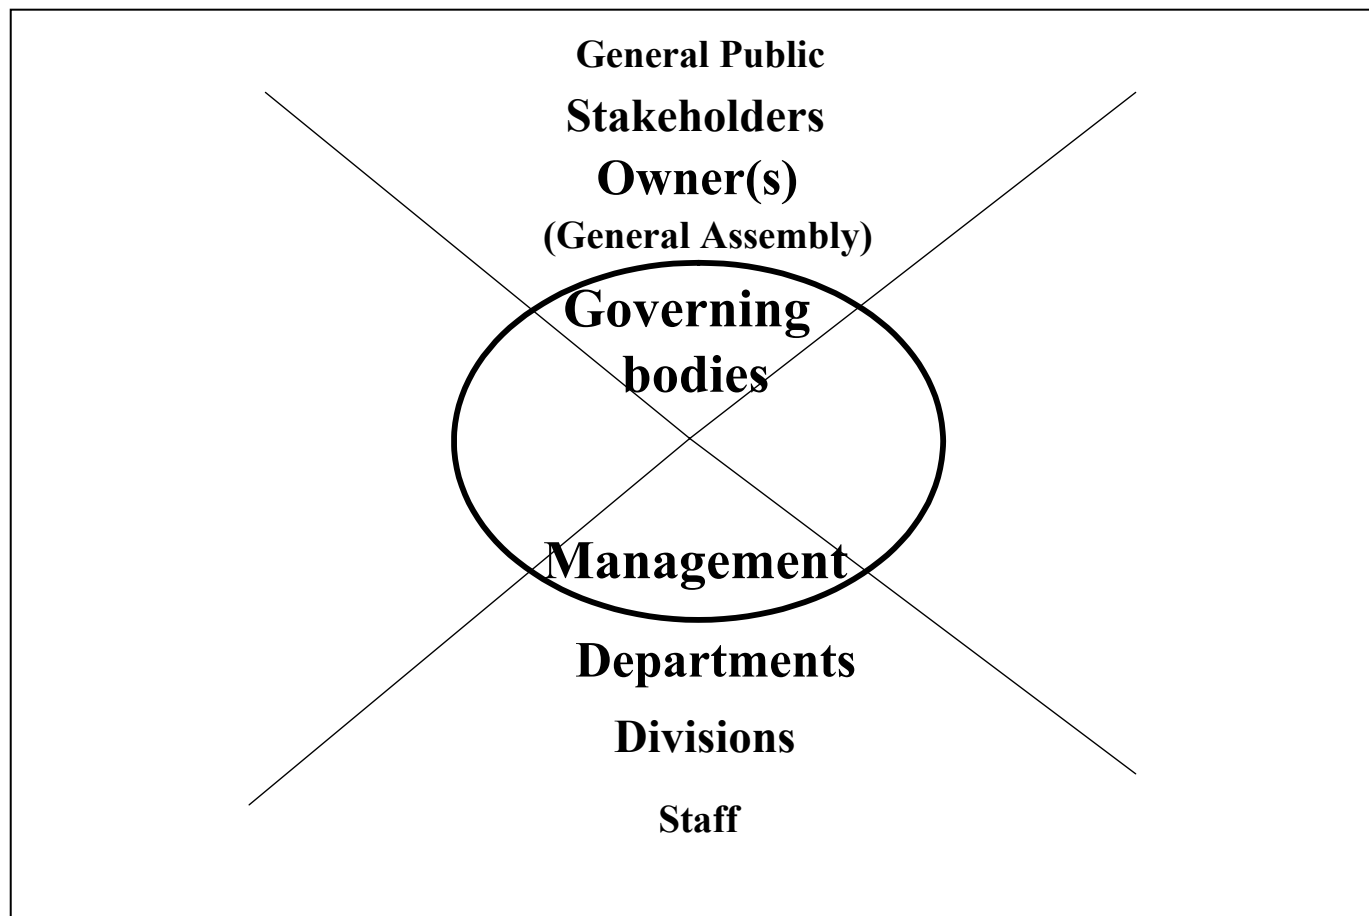 General Public
Stakeholders
Owner(s)
(General Assembly)
Governing
bodies
Management
Departments
Divisions
Staff